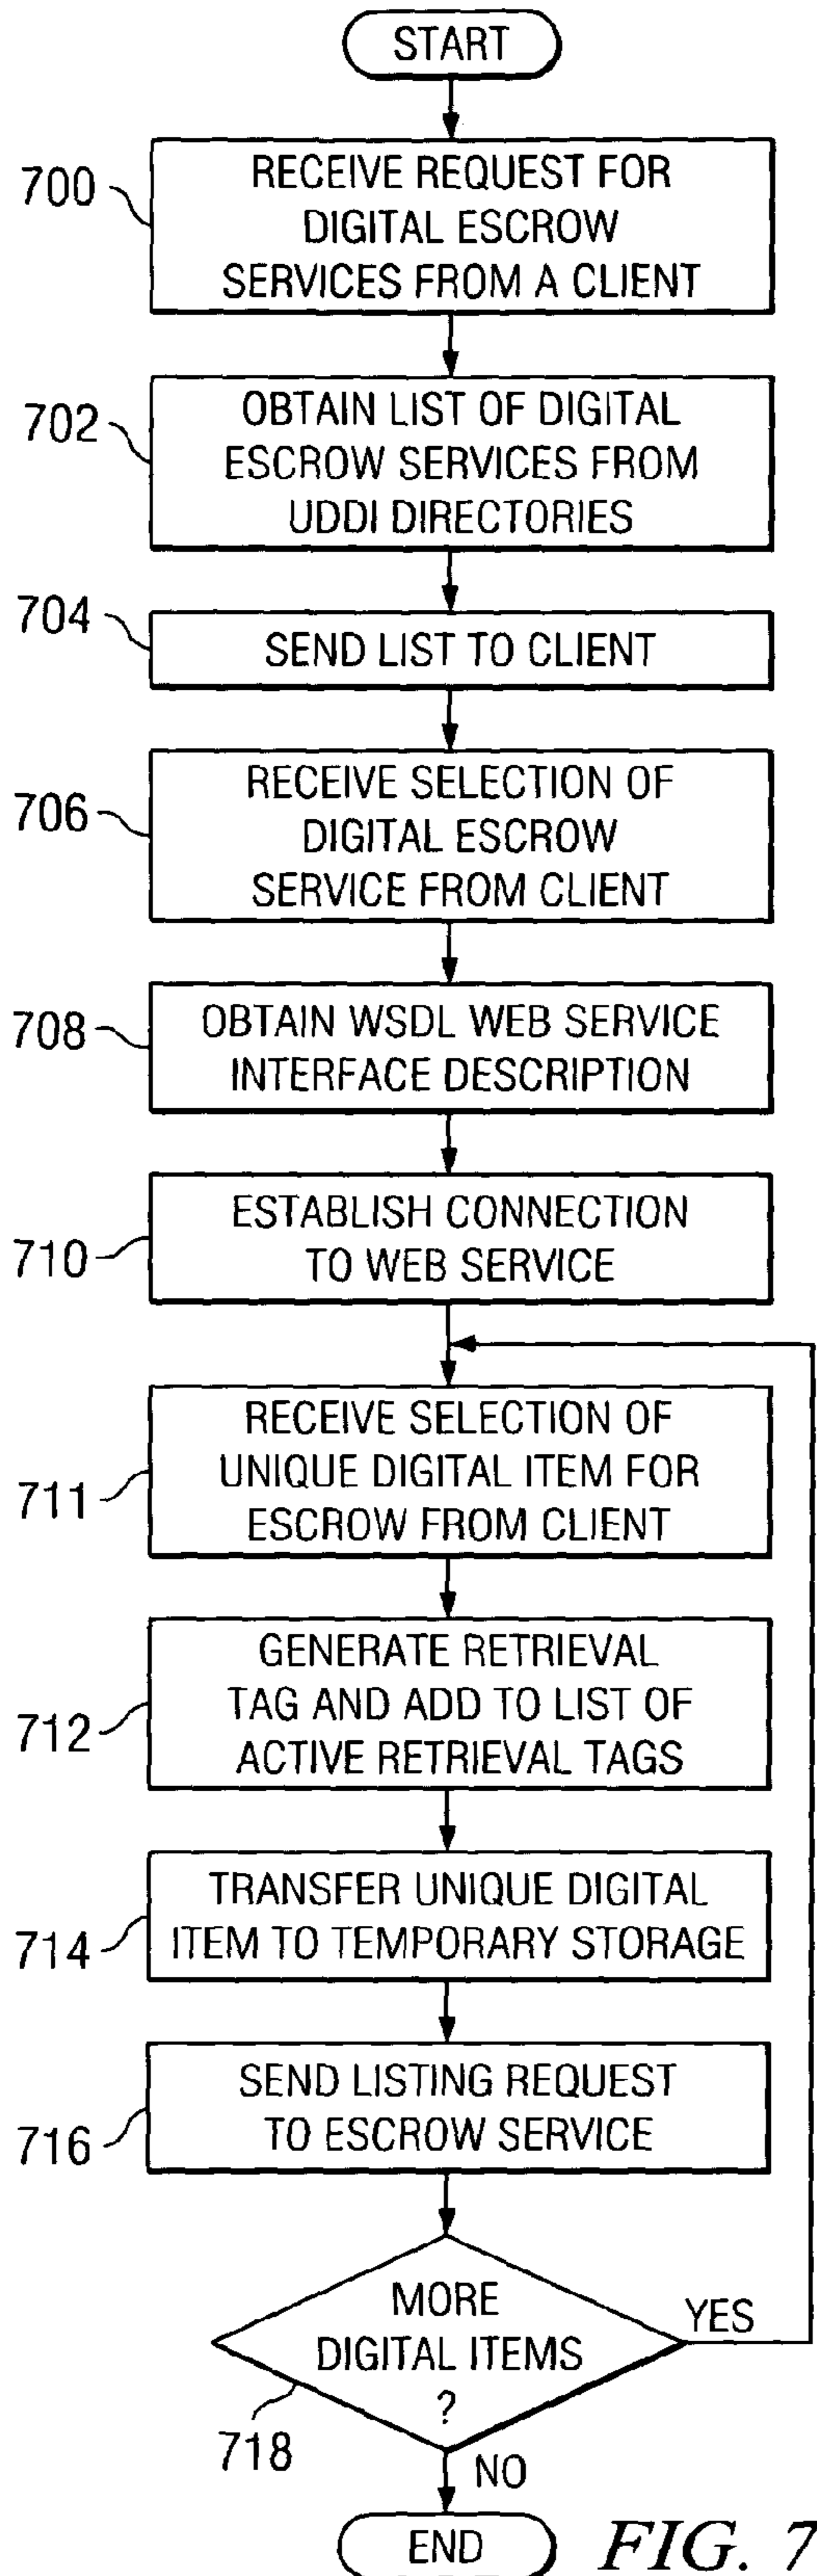 START
700
RECEIVE REQUEST FOR
DIGITAL ESCROW
SERVICES FROM A CLIENT
702
OBTAIN LIST OF DIGITAL
ESCROW SERVICES FROM
UDDI DIRECTORIES
704
SEND LIST TO CLIENT
706
RECEIVE SELECTION OF
DIGITAL ESCROW
SERVICE FROM CLIENT
708
OBTAIN WSDL WEB SERVICE
INTERFACE DESCRIPTION
710
ESTABLISH CONNECTION
TO WEB SERVICE
711
RECEIVE SELECTION OF
UNIQUE DIGITAL ITEM FOR
ESCROW FROM CLIENT
712
GENERATE RETRIEVAL
TAG AND ADD TO LIST OF
ACTIVE RETRIEVAL TAGS
714
TRANSFER UNIQUE DIGITAL
ITEM TO TEMPORARY STORAGE
716
SEND LISTING REQUEST
TO ESCROW SERVICE
MORE
DIGITAL ITEMS
?
YES
718
NO
END
FIG. 7